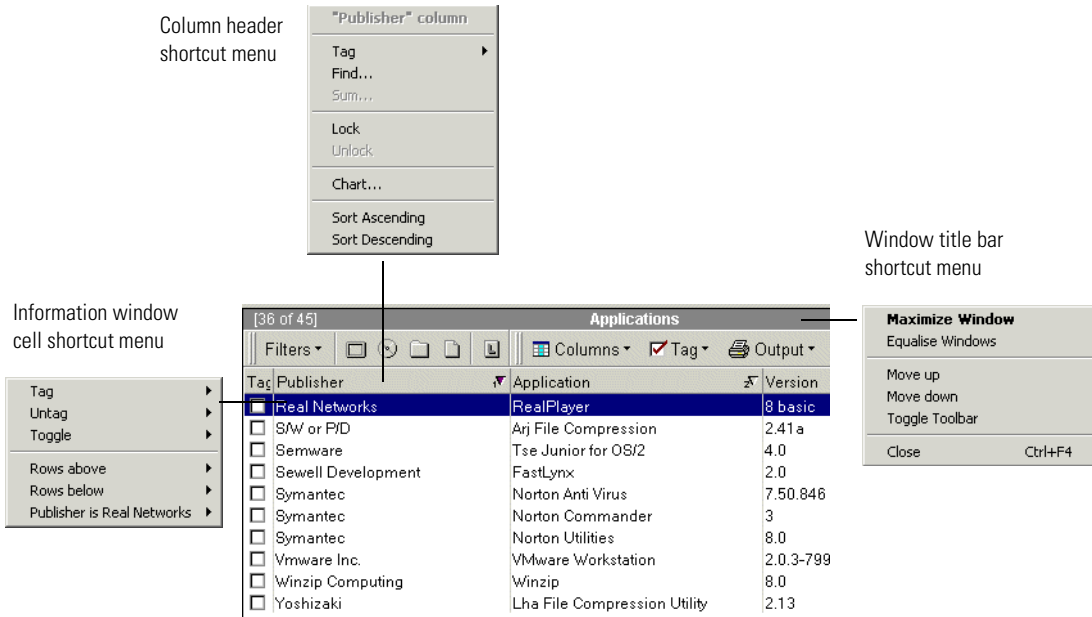 Column header
shortcut menu
"Publisher" column
Tag
Find...
Sum...
Lock
Unlock
Chart...
Sort Ascending
Sort Descending
Window title bar
shortcut menu
Maximize Window
Equalise Windows
Move up
Move down
Toggle Toolbar
Close Ctrl+F4
Information window
cell shortcut menu
Tag
Untag
Toggle
Rows above
Rows below
Publisher is Real Networks
[36 of 45] Applications
Filters L Columns Tag Output
Tag Publisher 1 Application 2 Version
Real Networks RealPlayer 8 basic
S/W or P/D Arj File Compression 2.41a
Semware Tse Junior for OS/2 4.0
Sewell Development FastLynx 2.0
Symantec Norton Anti Virus 7.50.846
Symantec Norton Commander 3
Symantec Norton Utilities 8.0
Vmware Inc. VMware Workstation 2.0.3-799
Winzip Computing Winzip 8.0
Yoshizaki Lha File Compression Utility 2.13